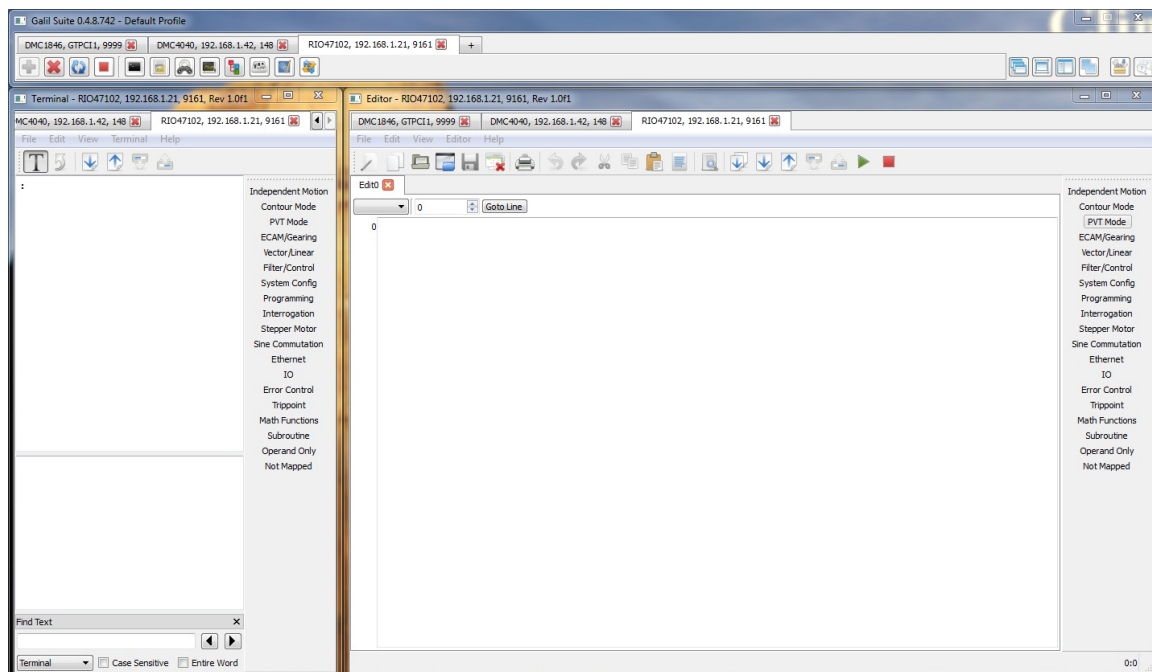 Galil Suite 0.4.8.742 - Default Profile
DMC1846, GTPCI1, 9999 DMC4040, 192.168.1.42, 148 RIO47102, 192.168.1.21, 9161 +
Terminal - RIO47102, 192.168.1.21, 9161, Rev 1.0f1
MC4040, 192.168.1.42, 148 RIO47102, 192.168.1.21, 9161
File Edit View Terminal Help
:
Independent Motion
Contour Mode
PVT Mode
ECAM/Gearing
Vector/Linear
Filter/Control
System Config
Programming
Interrogation
Stepper Motor
Sine Commutation
Ethernet
IO
Error Control
Trippoint
Math Functions
Subroutine
Operand Only
Not Mapped
Find Text
Terminal Case Sensitive Entire Word
Editor - RIO47102, 192.168.1.21, 9161, Rev 1.0f1
DMC1846, GTPCI1, 9999 DMC4040, 192.168.1.42, 148 RIO47102, 192.168.1.21, 9161
File Edit View Editor Help
Edit0
0 Goto Line
0
Independent Motion
Contour Mode
PVT Mode
ECAM/Gearing
Vector/Linear
Filter/Control
System Config
Programming
Interrogation
Stepper Motor
Sine Commutation
Ethernet
IO
Error Control
Trippoint
Math Functions
Subroutine
Operand Only
Not Mapped
0:0